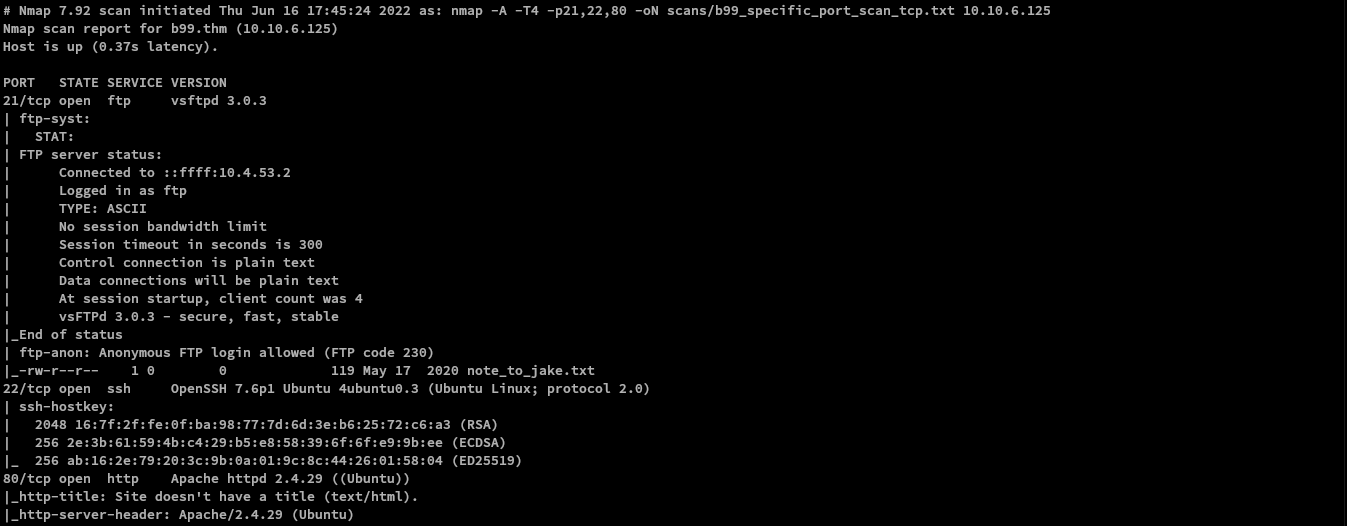 # Nmap 7.92 scan initiated Thu Jun 16 17:45:24 2022 as: nmap -A -T4 -p21,22,80 -oN scans/b99_specific_port_scan_tcp.txt 10.10.6.125
Nmap scan report for b99.thm (10.10.6.125)
Host is up (0.37s latency).

PORT   STATE SERVICE VERSION
21/tcp open  ftp     vsftpd 3.0.3
| ftp-syst:
|   STAT:
| FTP server status:
|      Connected to ::ffff:10.4.53.2
|      Logged in as ftp
|      TYPE: ASCII
|      No session bandwidth limit
|      Session timeout in seconds is 300
|      Control connection is plain text
|      Data connections will be plain text
|      At session startup, client count was 4
|      vsFTPd 3.0.3 - secure, fast, stable
|_End of status
| ftp-anon: Anonymous FTP login allowed (FTP code 230)
|_-rw-r--r--    1 0        0             119 May 17  2020 note_to_jake.txt
22/tcp open  ssh     OpenSSH 7.6p1 Ubuntu 4ubuntu0.3 (Ubuntu Linux; protocol 2.0)
| ssh-hostkey:
|   2048 16:7f:2f:fe:0f:ba:98:77:7d:6d:3e:b6:25:72:c6:a3 (RSA)
|   256 2e:3b:61:59:4b:c4:29:b5:e8:58:39:6f:6f:e9:9b:ee (ECDSA)
|_  256 ab:16:2e:79:20:3c:9b:0a:01:9c:8c:44:26:01:58:04 (ED25519)
80/tcp open  http    Apache httpd 2.4.29 ((Ubuntu))
|_http-title: Site doesn't have a title (text/html).
|_http-server-header: Apache/2.4.29 (Ubuntu)